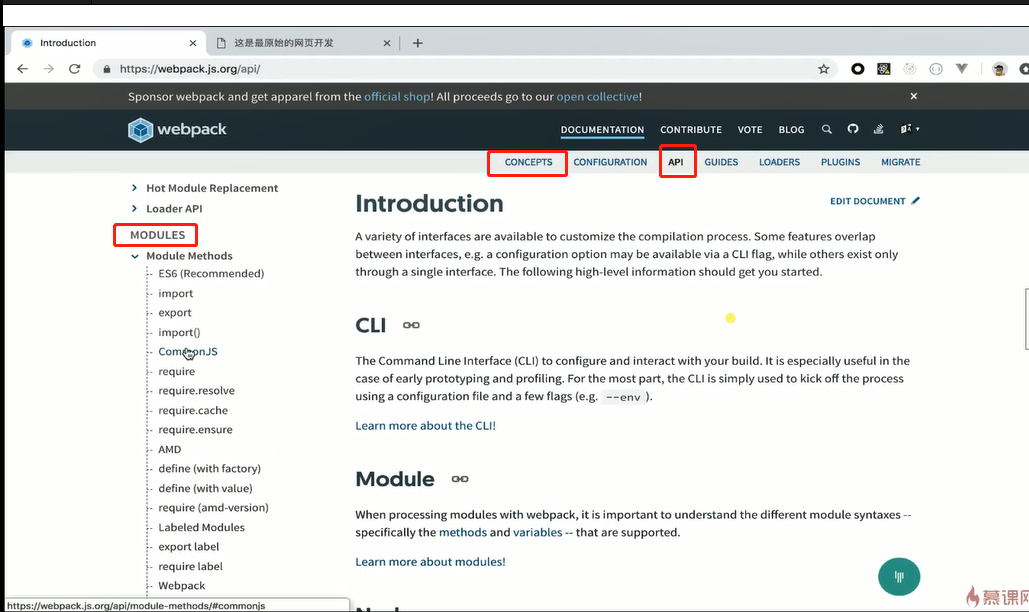 Introduction
这是最原始的网页开发
https://webpack.js.org/api/
Sponsor webpack and get apparel from the official shop! All proceeds go to our open collective!
webpack
DOCUMENTATION CONTRIBUTE VOTE BLOG
CONCEPTS CONFIGURATION API GUIDES LOADERS PLUGINS MIGRATE
Hot Module Replacement
Loader API
MODULES
Module Methods
ES6 (Recommended)
import
export
import()
CommonJS
require
require.resolve
require.cache
require.ensure
AMD
define (with factory)
define (with value)
require (amd-version)
Labeled Modules
export label
require label
Webpack
https://webpack.js.org/api/module-methods/#commonjs
Introduction
EDIT DOCUMENT
A variety of interfaces are available to customize the compilation process. Some features overlap
between interfaces, e.g. a configuration option may be available via a CLI flag, while others exist only
through a single interface. The following high-level information should get you started.
CLI
The Command Line Interface (CLI) to configure and interact with your build. It is especially useful in the
case of early prototyping and profiling. For the most part, the CLI is simply used to kick off the process
using a configuration file and a few flags (e.g. --env ).
Learn more about the CLI!
Module
When processing modules with webpack, it is important to understand the different module syntaxes --
specifically the methods and variables -- that are supported.
Learn more about modules!
慕课网